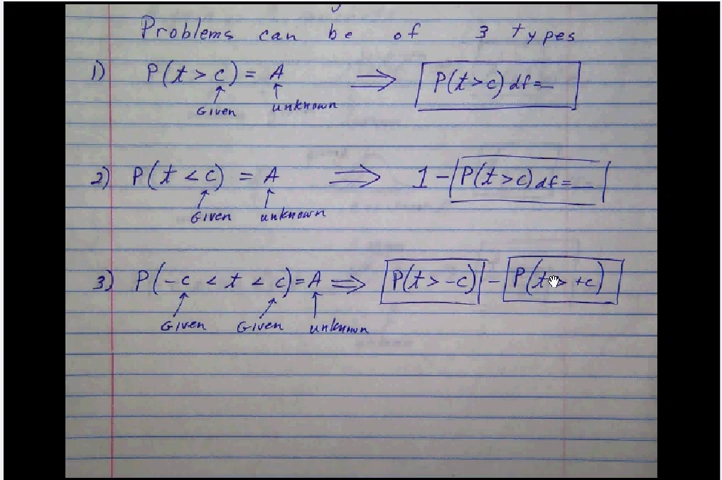 Problems can be of 3 types
1) P(t > c) = A ⟹ P(t > c) df = _
Given unknown
2) P(t < c) = A ⟹ 1 - P(t > c) df = _
Given unknown
3) P(-c < t < c) = A ⟹ P(t > -c) - P(t > +c)
Given Given unknown